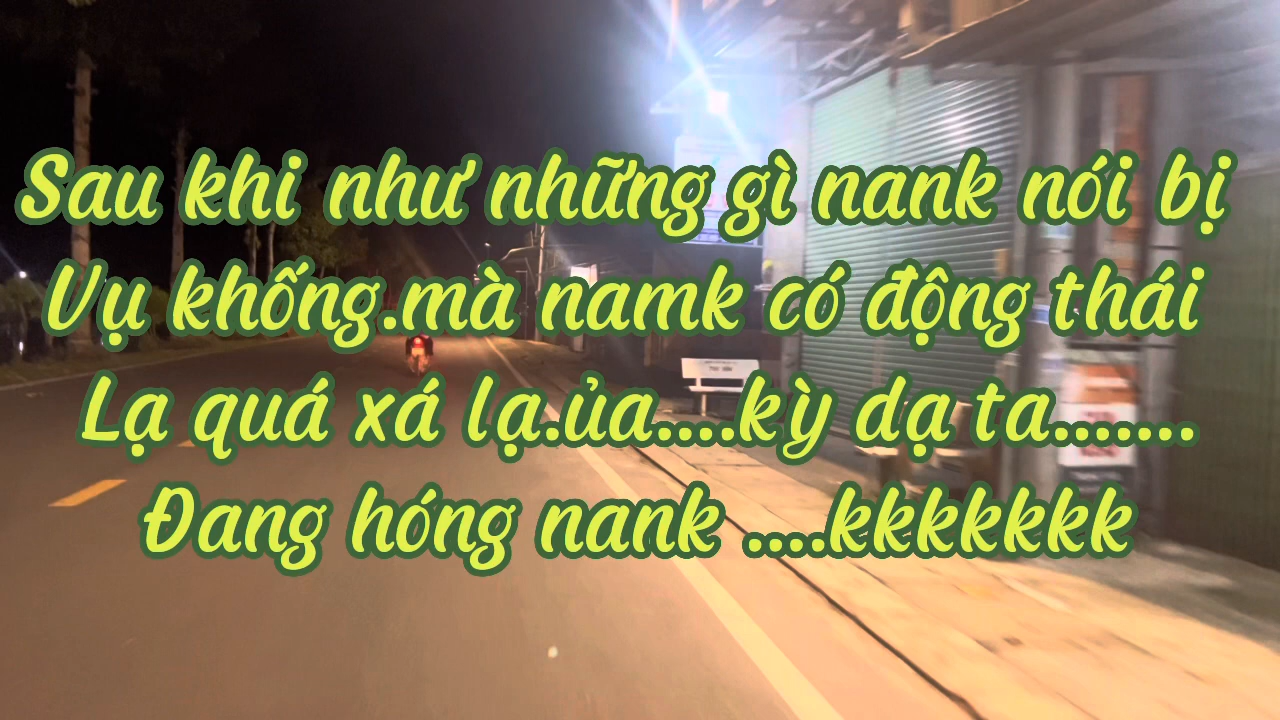 Sau khi như những gì nank nói bị
Vụ khống.mà namk có động thái
Lạ quá xá lạ.ủa....kỳ dạ ta.......
Đang hóng nank ....kkkkkkk